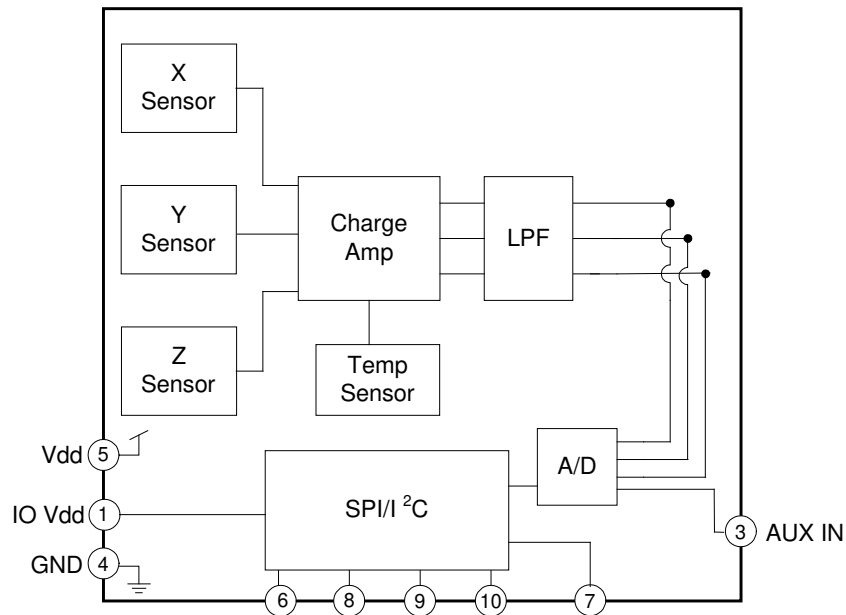 X
Sensor
Y
Sensor
Charge
Amp
LPF
Z
Sensor
Temp
Sensor
Vdd 5
A/D
IO Vdd 1
SPI/I ²C
3 AUX IN
GND 4
6 8 9 10 7